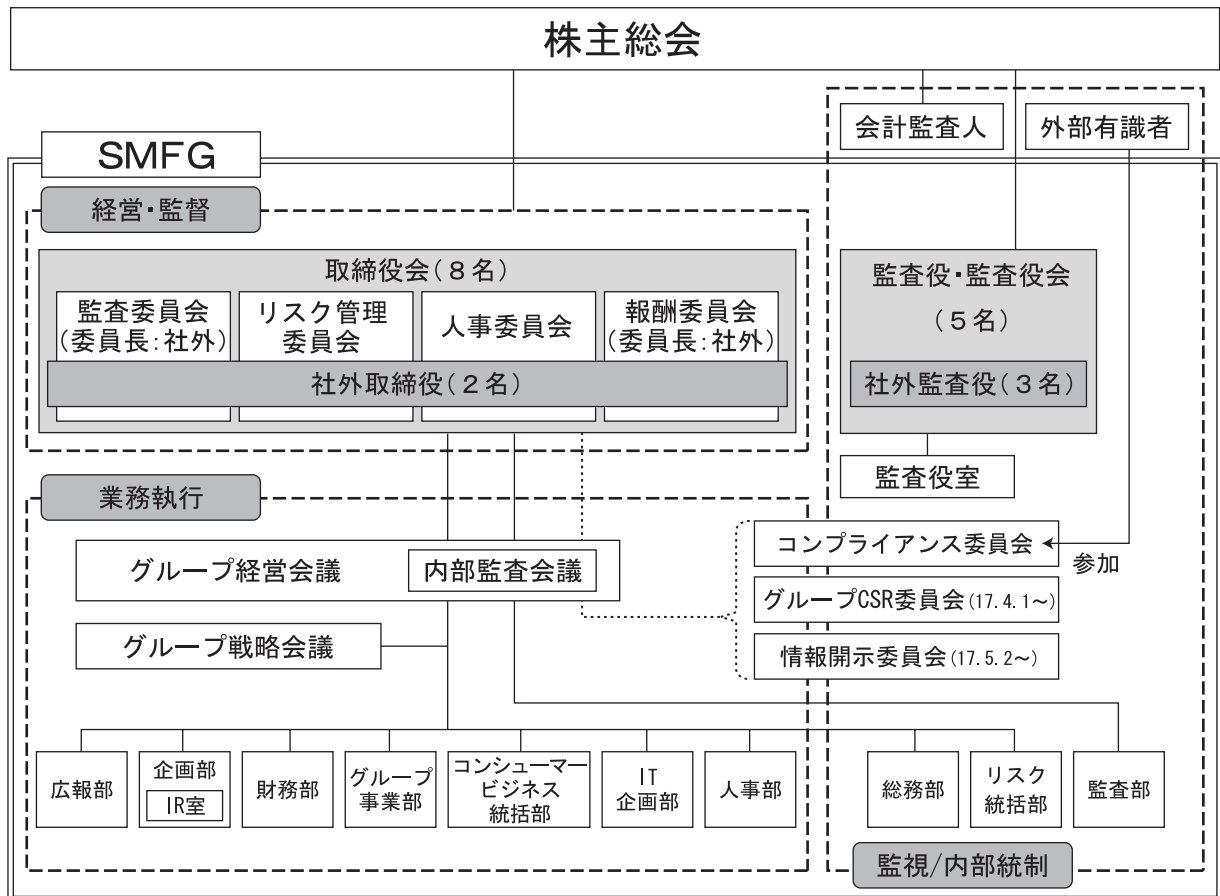 株主総会
会計監査人
外部有識者
SMFG
経営・監督
取締役会(8名)
監査委員会
(委員長:社外)
リスク管理
委員会
人事委員会
報酬委員会
(委員長:社外)
社外取締役(2名)
監査役・監査役会
(5名)
社外監査役(3名)
監査役室
業務執行
グループ経営会議
内部監査会議
グループ戦略会議
コンプライアンス委員会
参加
グループCSR委員会(17.4.1~)
情報開示委員会(17.5.2~)
広報部
企画部
IR室
財務部
グループ
事業部
コンシューマー
ビジネス
統括部
IT
企画部
人事部
総務部
リスク
統括部
監査部
監視/内部統制